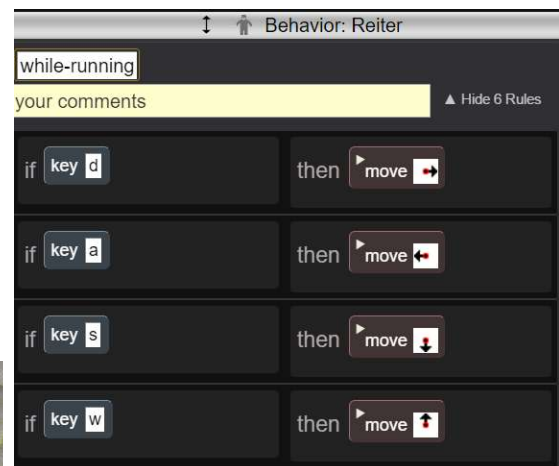 Behavior: Reiter
while-running
your comments ▲ Hide 6 Rules
if key d then move
if key a then move
if key s then move
if key w then move